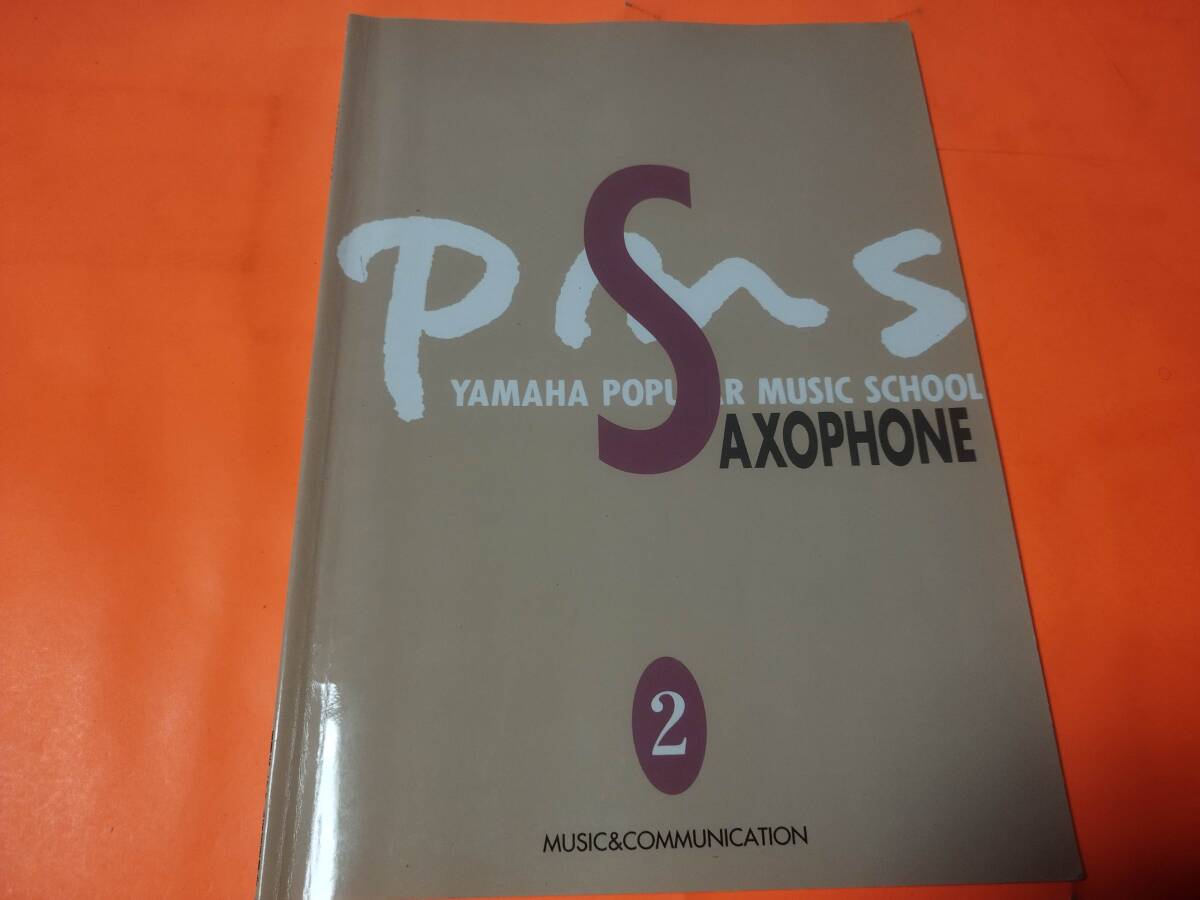 Pms
YAMAHA POPULAR MUSIC SCHOOL
SAXOPHONE
2
MUSIC&COMMUNICATION